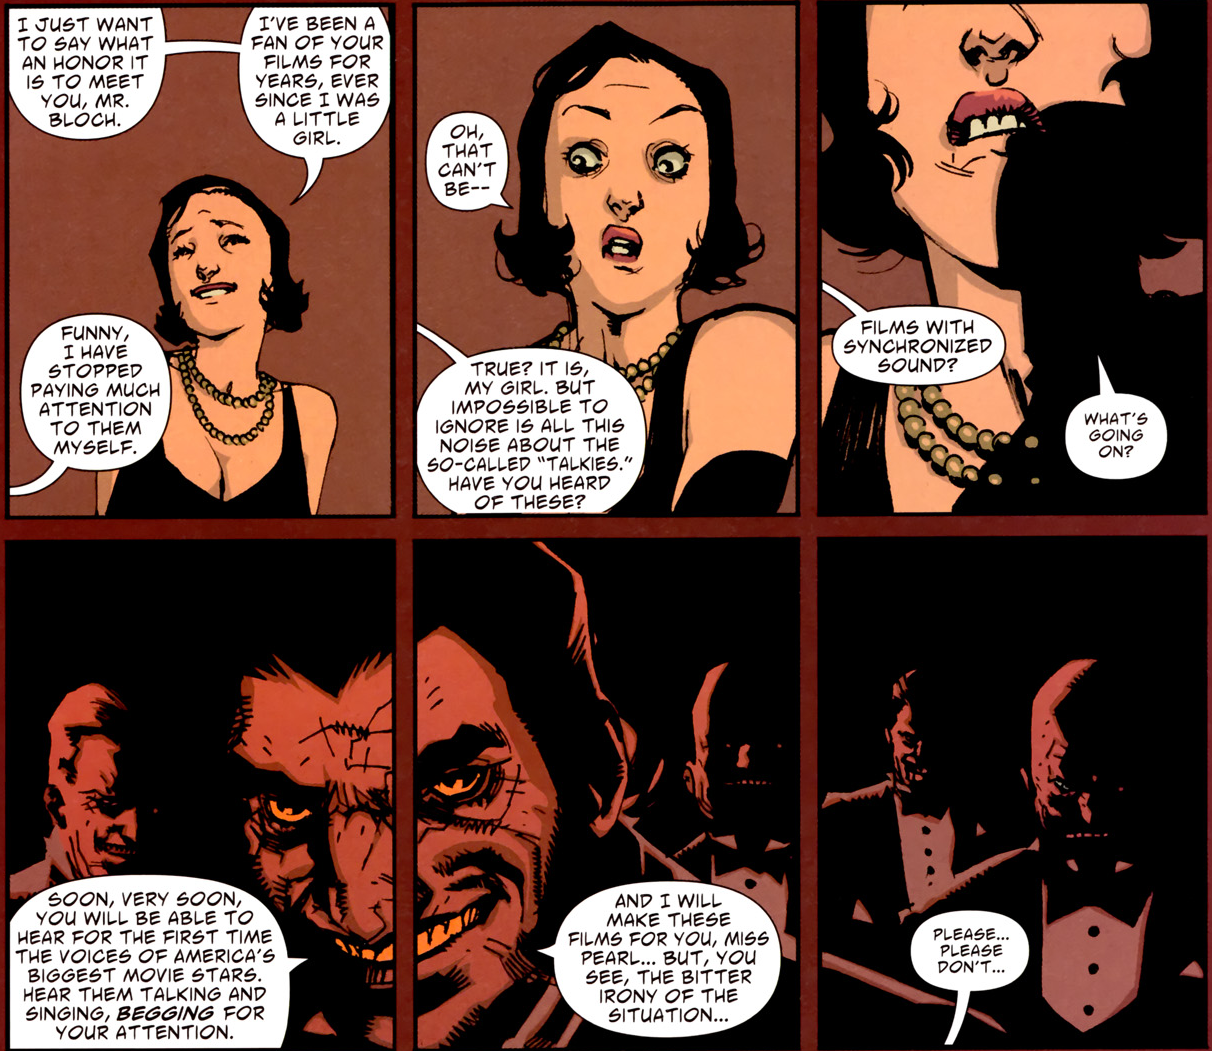 I JUST WANT
TO SAY WHAT
AN HONOR IT
IS TO MEET
YOU, MR.
BLOCH.
I'VE BEEN A
FAN OF YOUR
FILMS FOR
YEARS, EVER
SINCE I WAS
A LITTLE
GIRL.
FUNNY,
I HAVE
STOPPED
PAYING MUCH
ATTENTION
TO THEM
MYSELF.
OH,
THAT
CAN'T
BE--
TRUE? IT IS,
MY GIRL. BUT
IMPOSSIBLE TO
IGNORE IS ALL THIS
NOISE ABOUT THE
SO-CALLED "TALKIES."
HAVE YOU HEARD
OF THESE?
FILMS WITH
SYNCHRONIZED
SOUND?
WHAT'S
GOING
ON?
SOON, VERY SOON,
YOU WILL BE ABLE TO
HEAR FOR THE FIRST TIME
THE VOICES OF AMERICA'S
BIGGEST MOVIE STARS.
HEAR THEM TALKING AND
SINGING, BEGGING FOR
YOUR ATTENTION.
AND I WILL
MAKE THESE
FILMS FOR YOU, MISS
PEARL... BUT, YOU
SEE, THE BITTER
IRONY OF THE
SITUATION...
PLEASE...
PLEASE
DON'T...